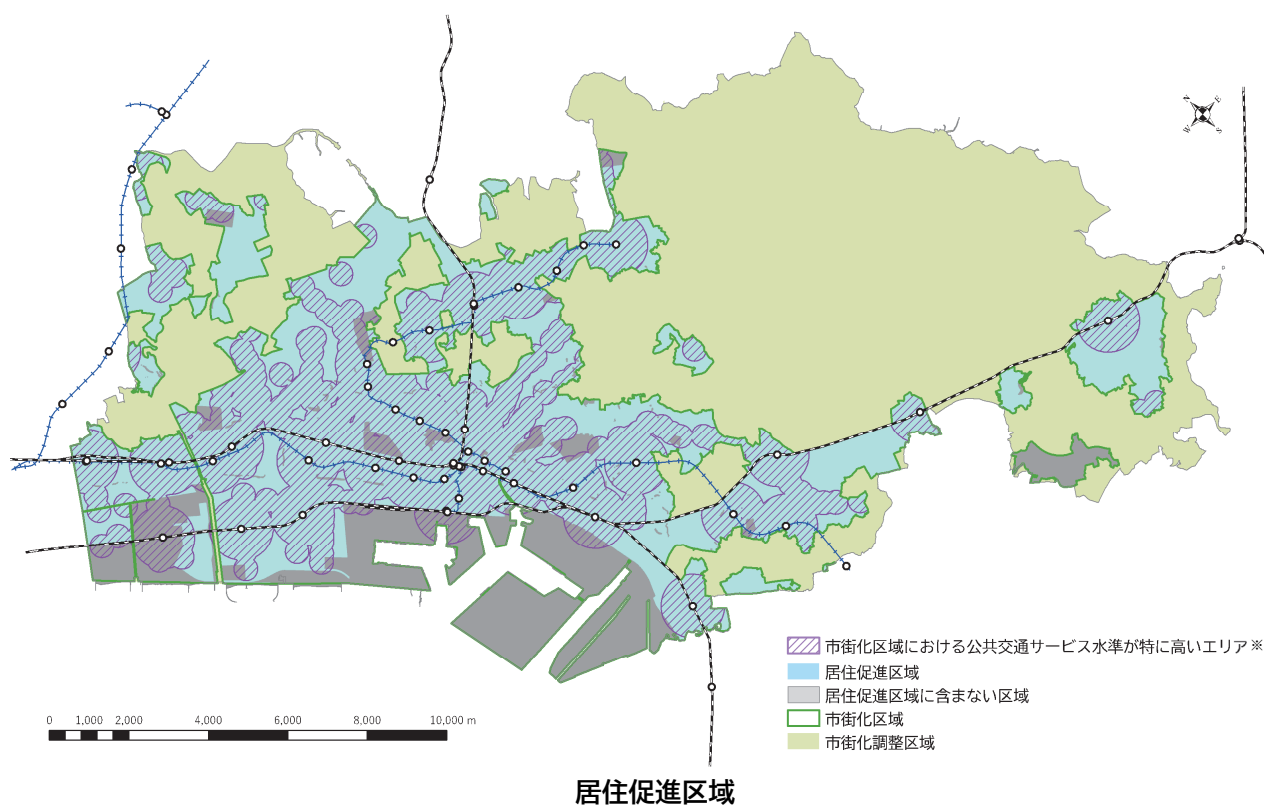 N E
W S
市街化区域における公共交通サービス水準が特に高いエリア※
居住促進区域
居住促進区域に含まない区域
市街化区域
市街化調整区域
0 1,000 2,000 4,000 6,000 8,000 10,000 m
居住促進区域